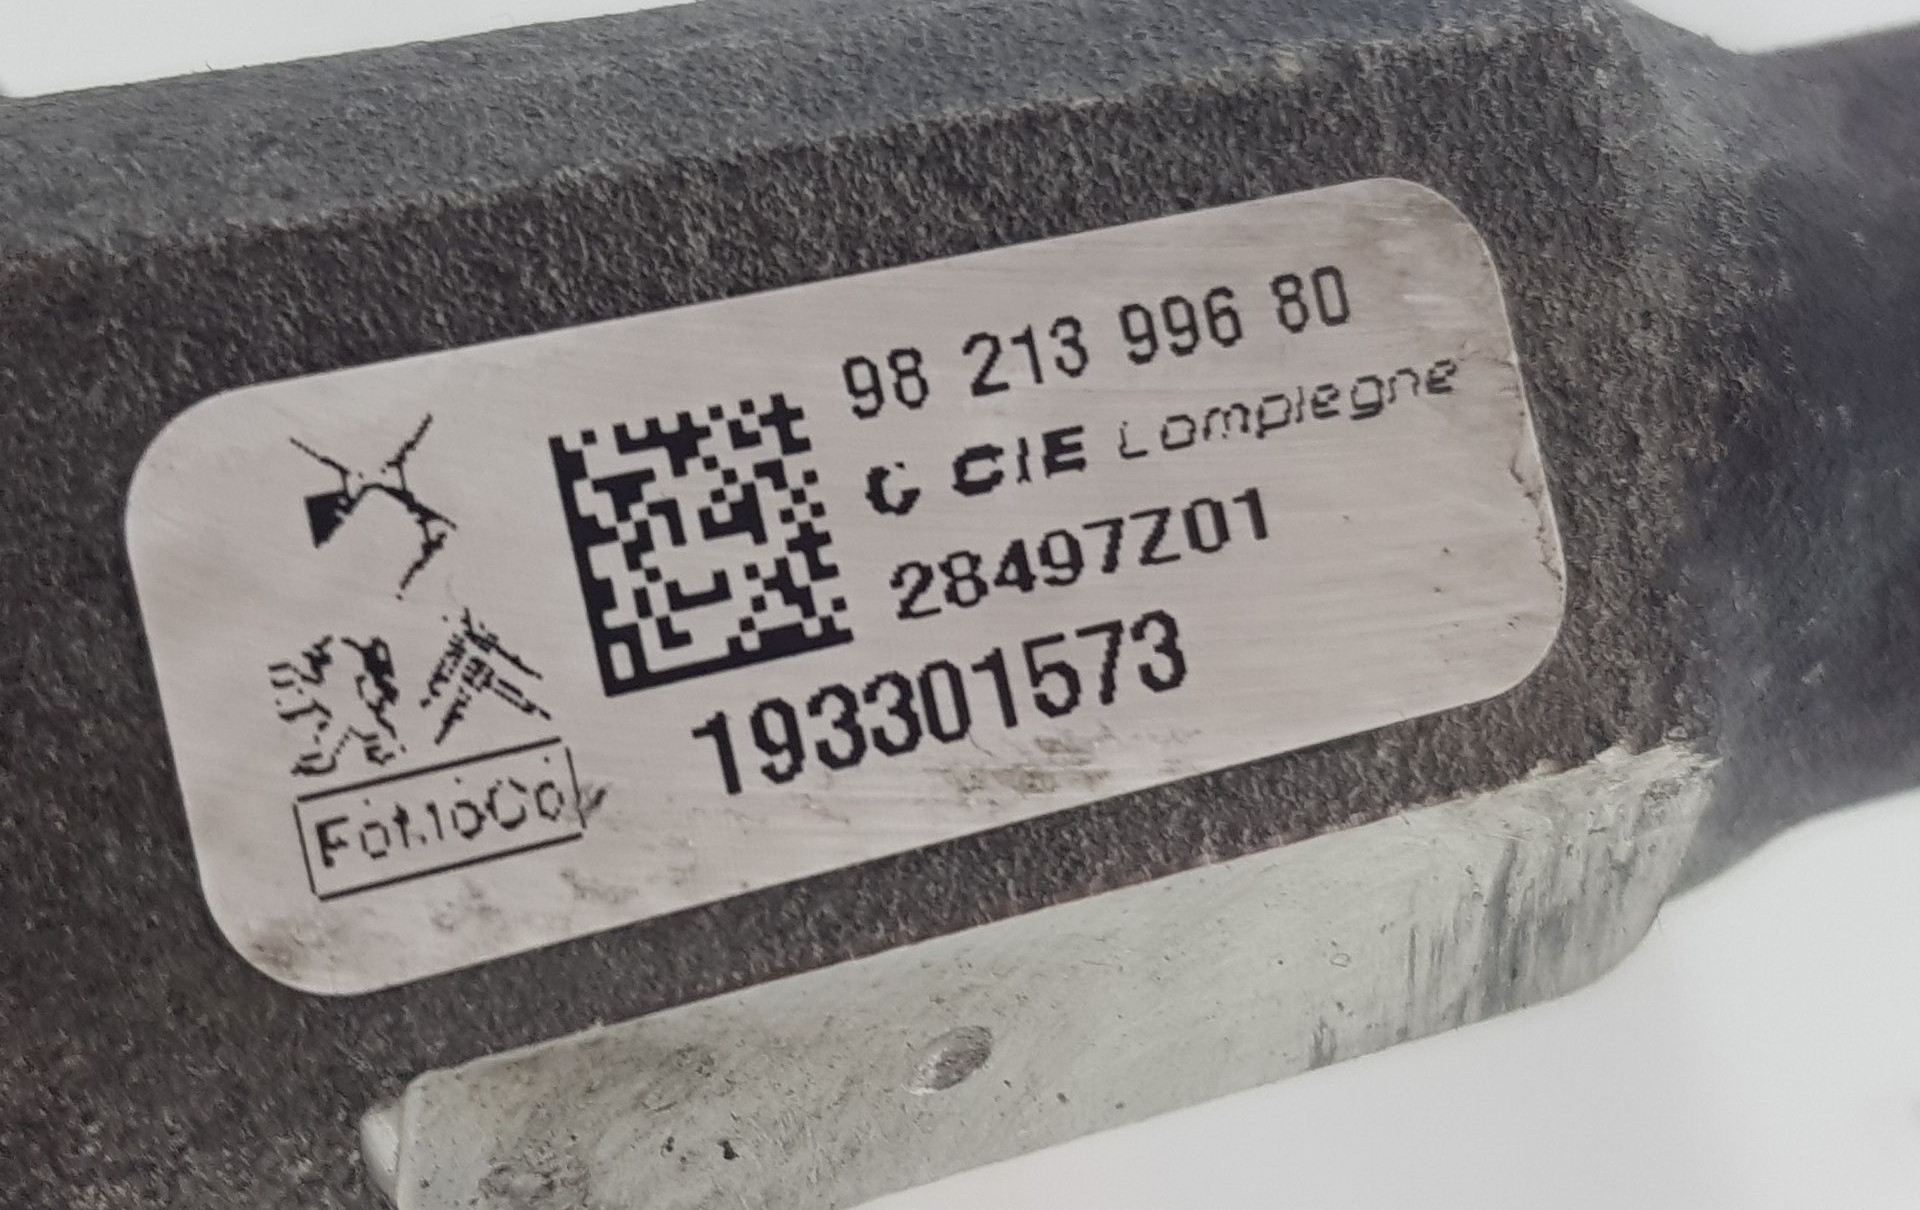 98 213 996 80
C CIE Compiegne
28497Z01
193301573
FoMoCo